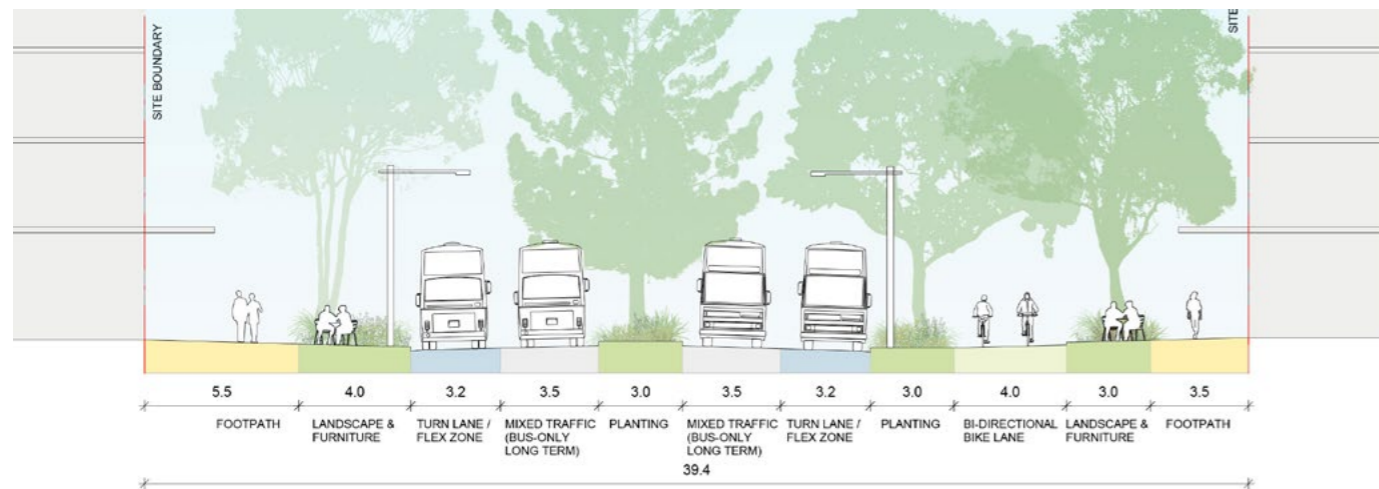 SITE BOUNDARY
SITE
5.5 4.0 3.2 3.5 3.0 3.5 3.2 3.0 4.0 3.0 3.5
FOOTPATH
LANDSCAPE &
FURNITURE
TURN LANE /
FLEX ZONE
MIXED TRAFFIC
(BUS-ONLY
LONG TERM)
PLANTING
MIXED TRAFFIC
(BUS-ONLY
LONG TERM)
TURN LANE /
FLEX ZONE
PLANTING
BI-DIRECTIONAL
BIKE LANE
LANDSCAPE &
FURNITURE
FOOTPATH
39.4